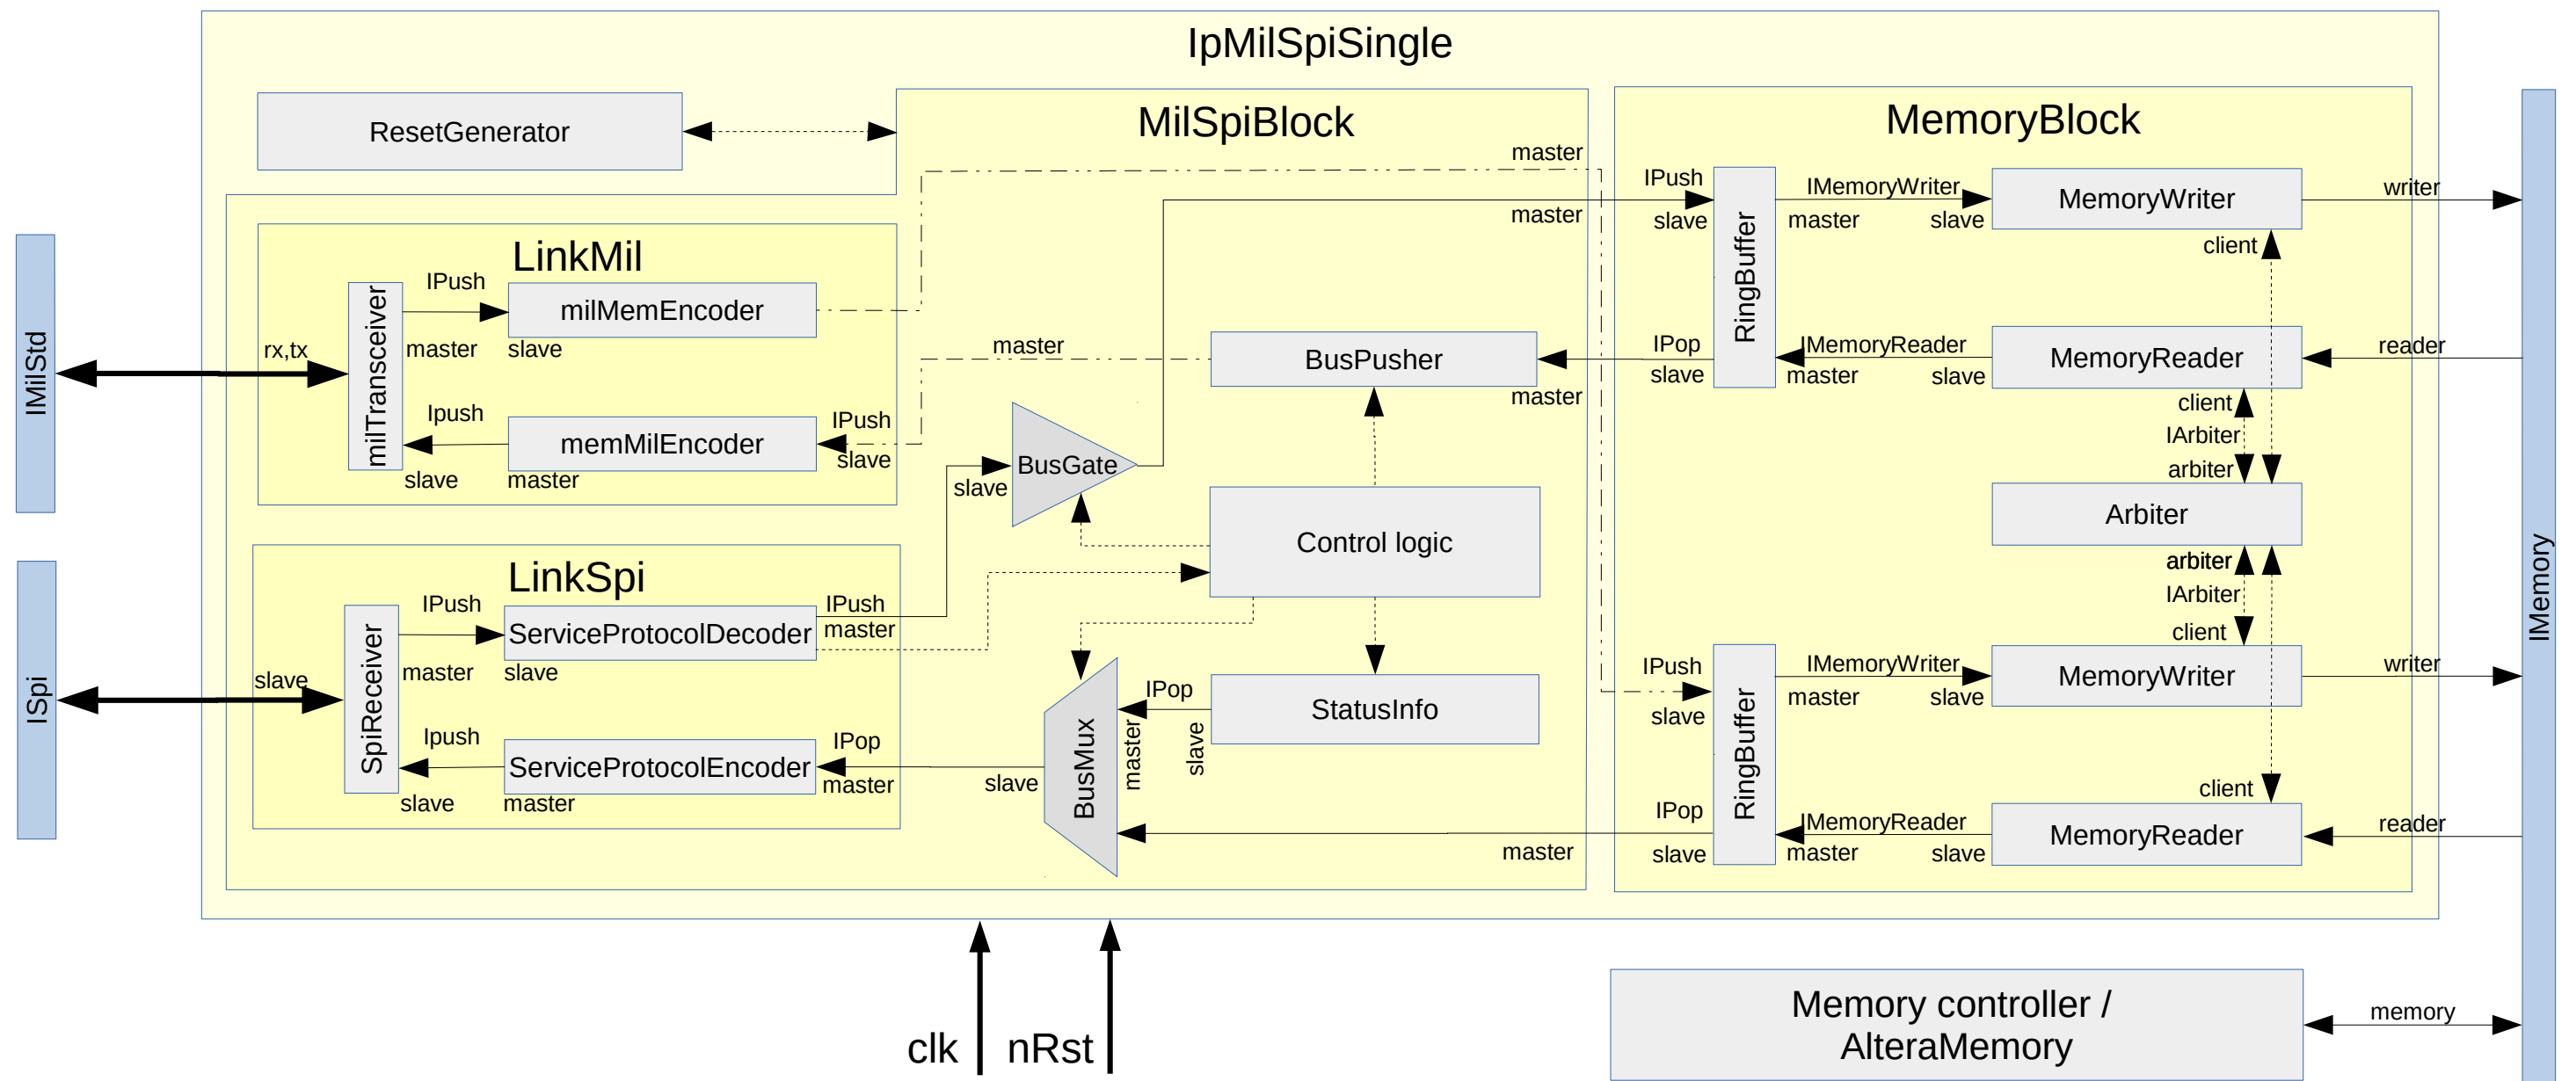 IpMilSpiSingle
ResetGenerator
MilSpiBlock
MemoryBlock
master
IPush
master
slave
RingBuffer
IMemoryWriter
master
slave
MemoryWriter
writer
client
LinkMil
IPush
milMemEncoder
milTransceiver
master
slave
rx,tx
IMilStd
Ipush
memMilEncoder
IPush
slave
slave
master
master
BusPusher
master
IPop
slave
IMemoryReader
master
slave
MemoryReader
reader
client
IArbiter
arbiter
Arbiter
arbiter
IArbiter
client
BusGate
slave
Control logic
LinkSpi
IPush
ServiceProtocolDecoder
IPush
master
SpiReceiver
master
slave
slave
ISpi
Ipush
ServiceProtocolEncoder
IPop
master
slave
master
slave
BusMux
IPop
master
slave
StatusInfo
IPush
slave
RingBuffer
IMemoryWriter
master
slave
MemoryWriter
writer
client
IPop
master
slave
IMemoryReader
master
slave
MemoryReader
reader
IMemory
clk
nRst
Memory controller /
AlteraMemory
memory